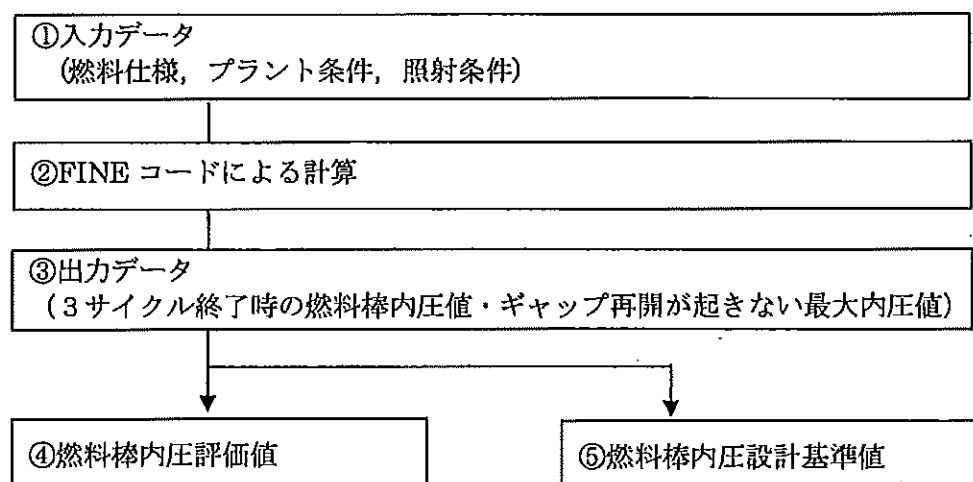 ①入力データ
(燃料仕様, プラント条件, 照射条件)
②FINE コードによる計算
③出力データ
(3サイクル終了時の燃料棒内圧値・ギャップ再開が起きない最大内圧値)
④燃料棒内圧評価値
⑤燃料棒内圧設計基準値